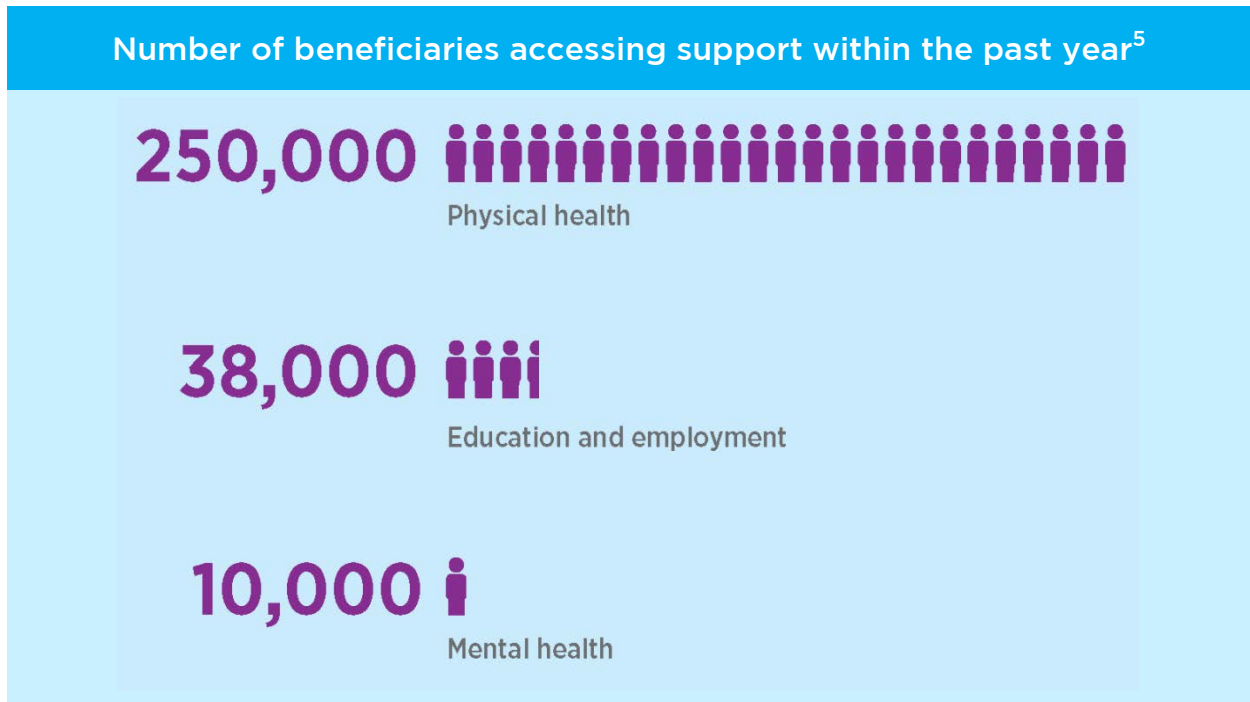 Number of beneficiaries accessing support within the past year⁵
250,000
Physical health
38,000
Education and employment
10,000
Mental health